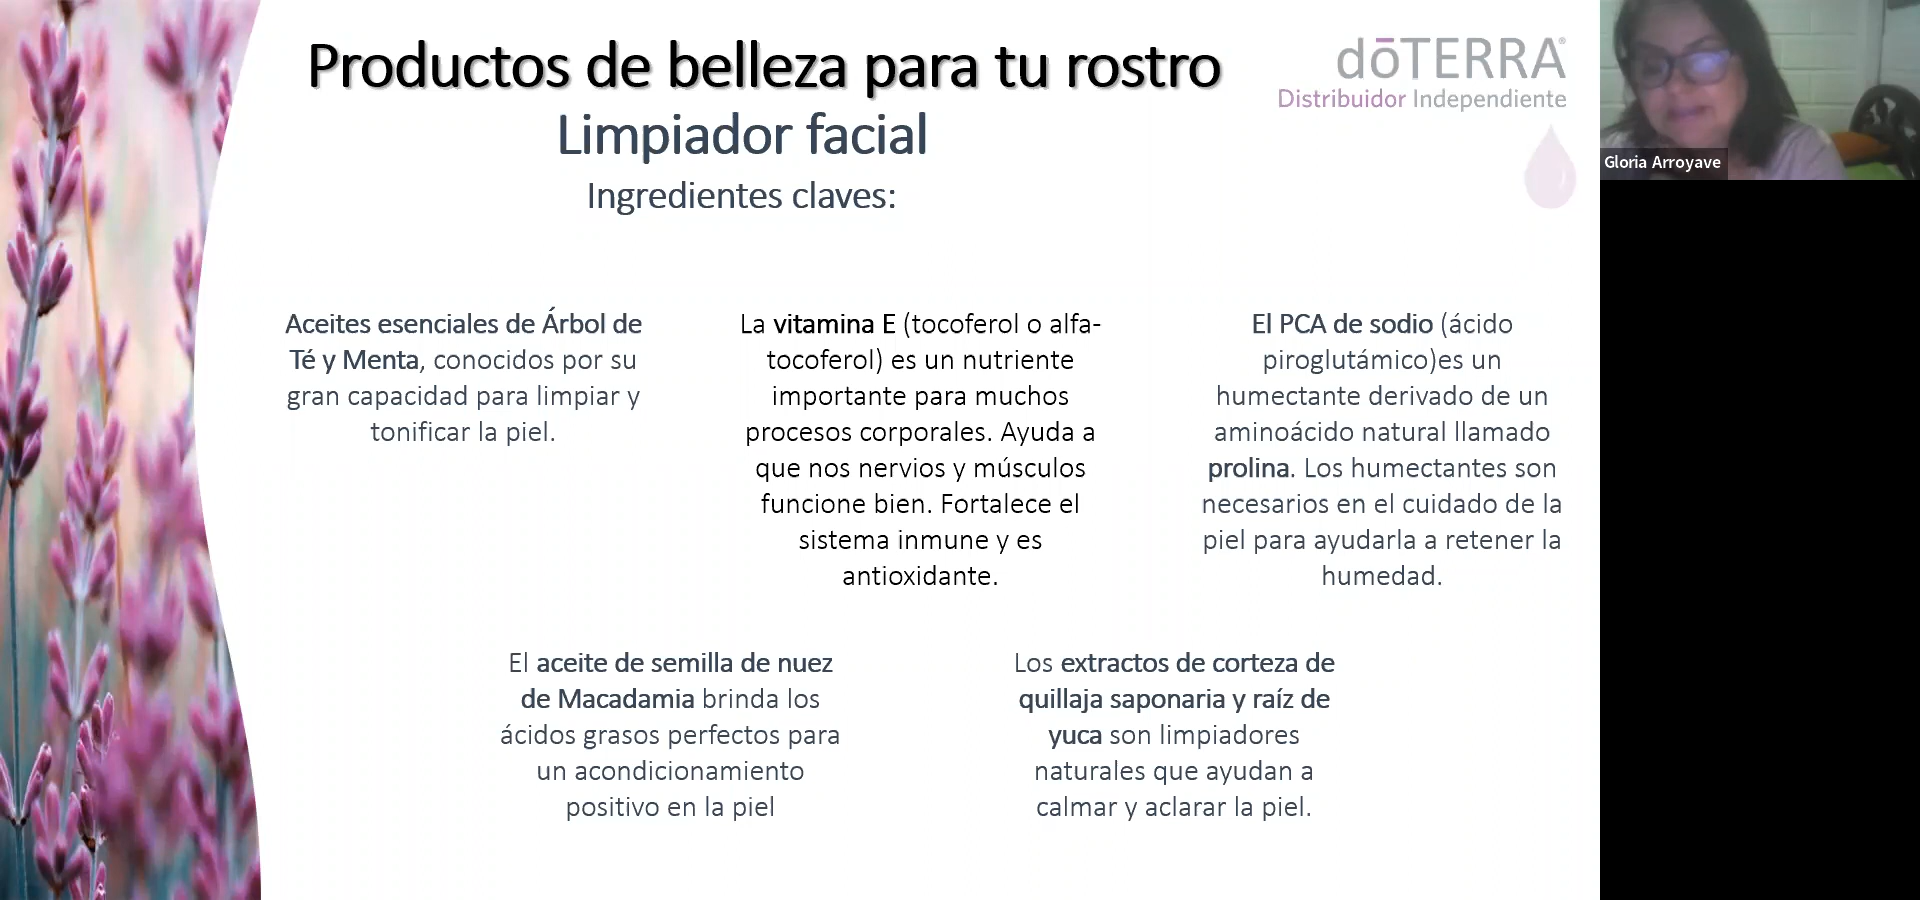 Productos de belleza para tu rostro
Limpiador facial
Ingredientes claves:
dōTERRA®
Distribuidor Independiente
Gloria Arroyave
Aceites esenciales de Árbol de
Té y Menta, conocidos por su
gran capacidad para limpiar y
tonificar la piel.
La vitamina E (tocoferol o alfa-
tocoferol) es un nutriente
importante para muchos
procesos corporales. Ayuda a
que nos nervios y músculos
funcione bien. Fortalece el
sistema inmune y es
antioxidante.
El PCA de sodio (ácido
piroglutámico)es un
humectante derivado de un
aminoácido natural llamado
prolina. Los humectantes son
necesarios en el cuidado de la
piel para ayudarla a retener la
humedad.
El aceite de semilla de nuez
de Macadamia brinda los
ácidos grasos perfectos para
un acondicionamiento
positivo en la piel
Los extractos de corteza de
quillaja saponaria y raíz de
yuca son limpiadores
naturales que ayudan a
calmar y aclarar la piel.